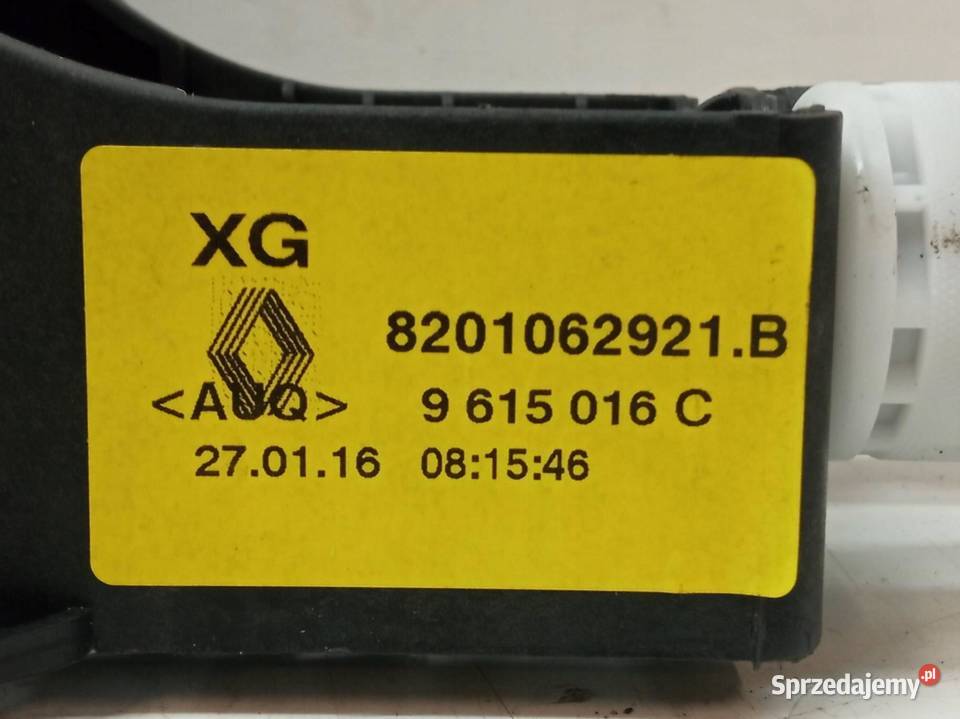 XG
8201062921.B
<AUQ> 9 615 016 C
27.01.16 08:15:46
Sprzedajemy.pl